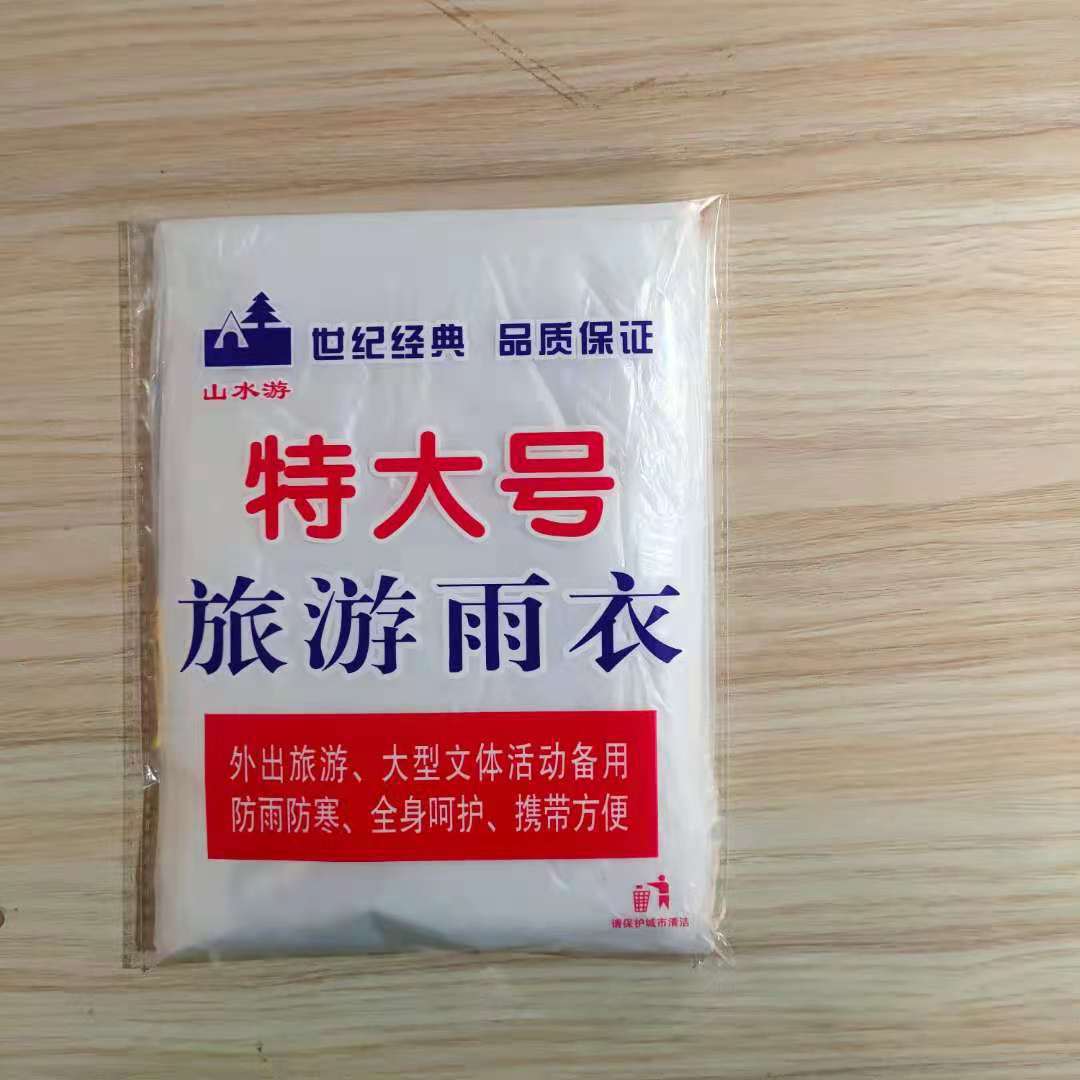 世纪经典 品质保证
山水游
特大号
旅游雨衣
外出旅游、大型文体活动备用
防雨防寒、全身呵护、携带方便
请保护城市清洁